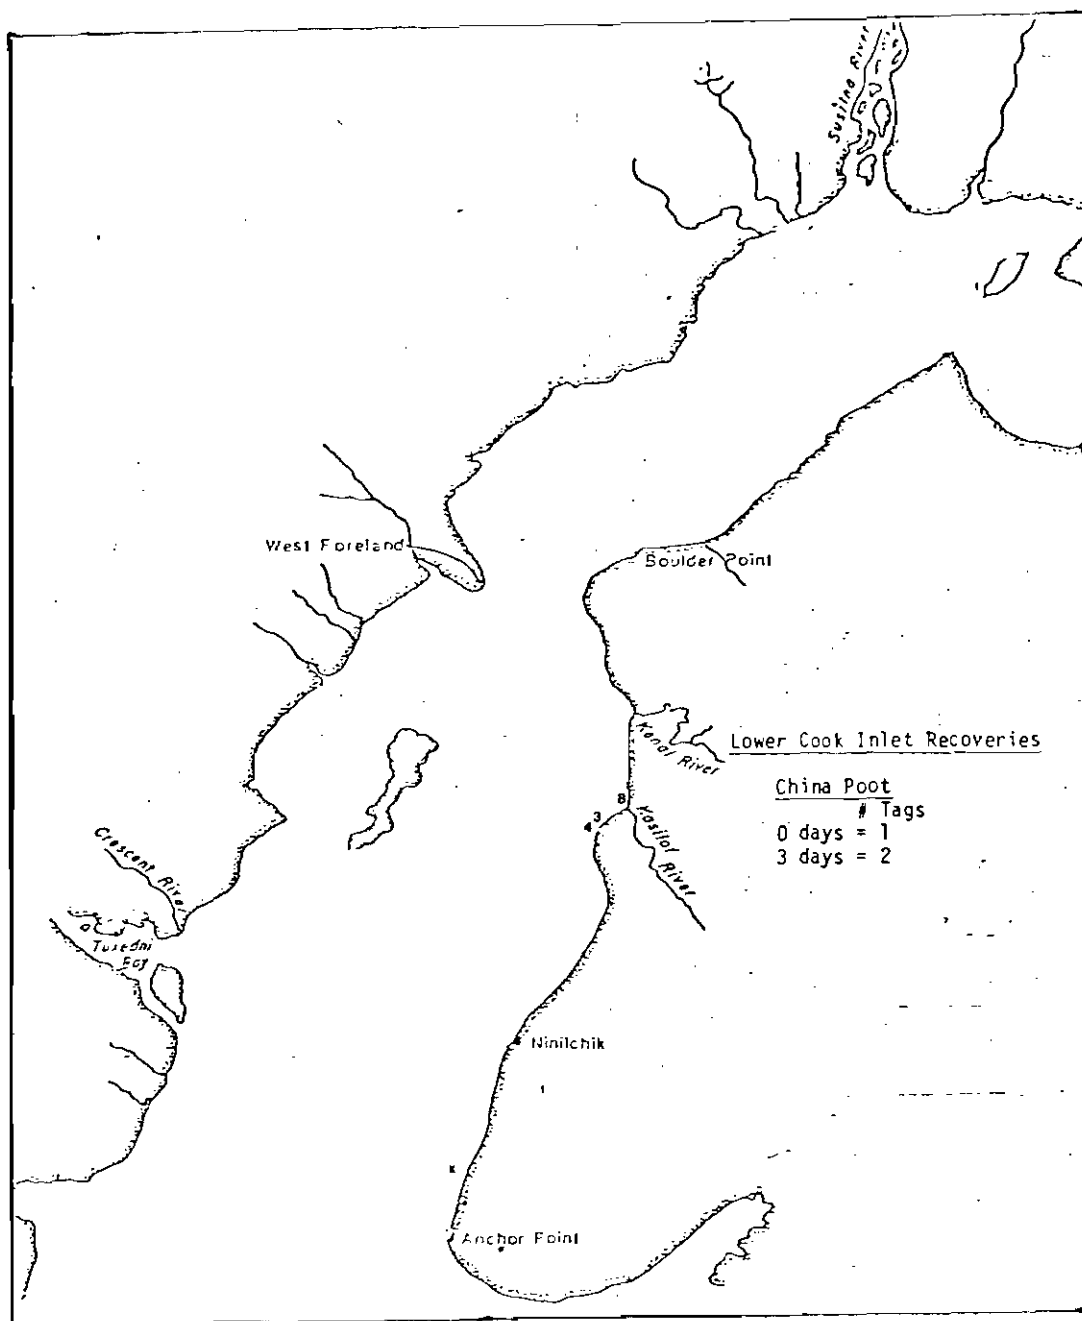 Susitna River
West Foreland
Boulder Point
Kenai River
Lower Cook Inlet Recoveries
China Poot
# Tags
0 days = 1
3 days = 2
8
3
4
Kasilof River
Crescent River
Tuxedni
Bay
Ninilchik
1
x
Anchor Point